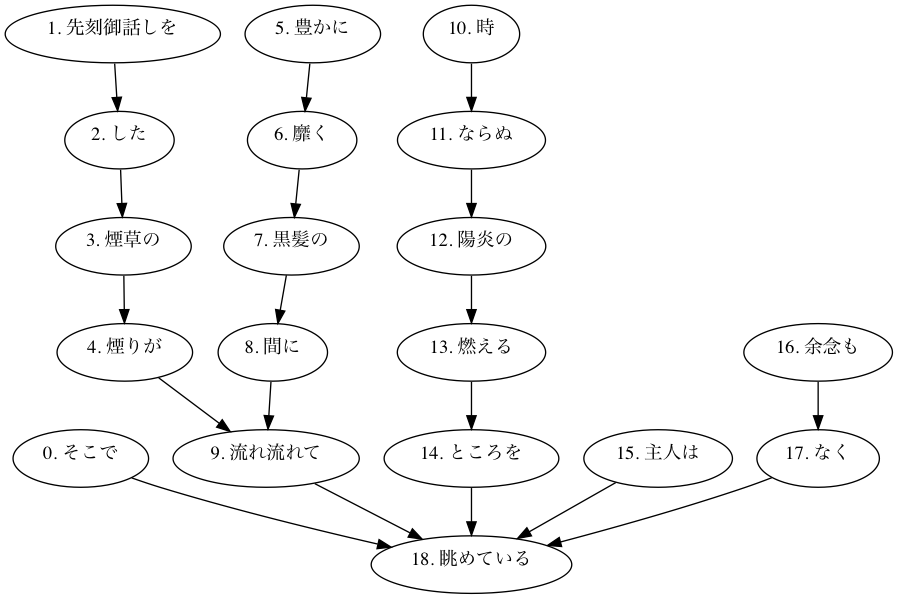 1. 先刻御話しを
5. 豊かに
10. 時
2. した
6. 靡く
11. ならぬ
3. 煙草の
7. 黒髪の
12. 陽炎の
4. 煙りが
8. 間に
13. 燃える
16. 余念も
0. そこで
9. 流れ流れて
14. ところを
15. 主人は
17. なく
18. 眺めている